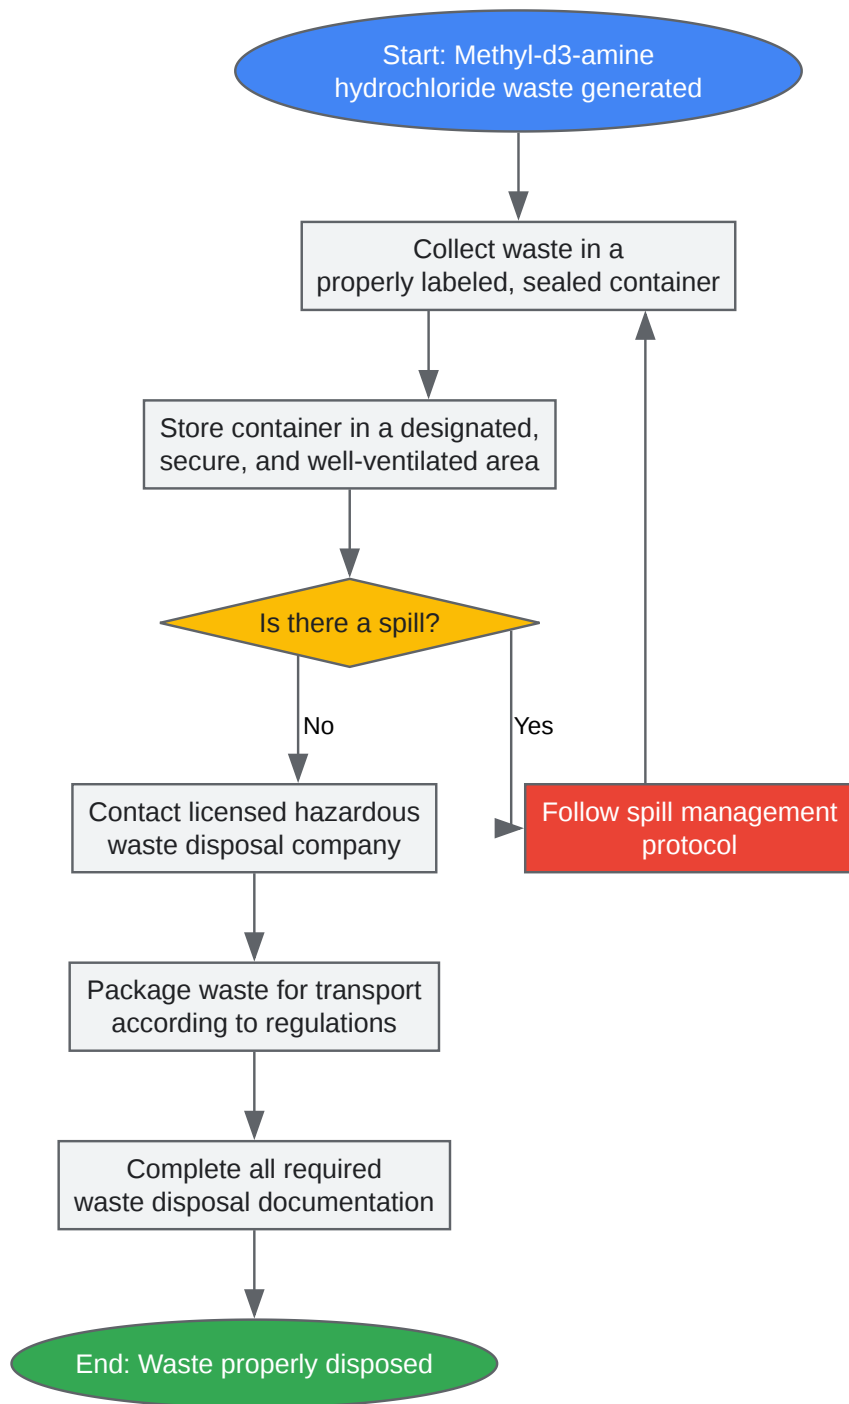 Start: Methyl-d3-amine
hydrochloride waste generated
Collect waste in a
properly labeled, sealed container
Store container in a designated,
secure, and well-ventilated area
Is there a spill?
No
Yes
Contact licensed hazardous
waste disposal company
Follow spill management
protocol
Package waste for transport
according to regulations
Complete all required
waste disposal documentation
End: Waste properly disposed